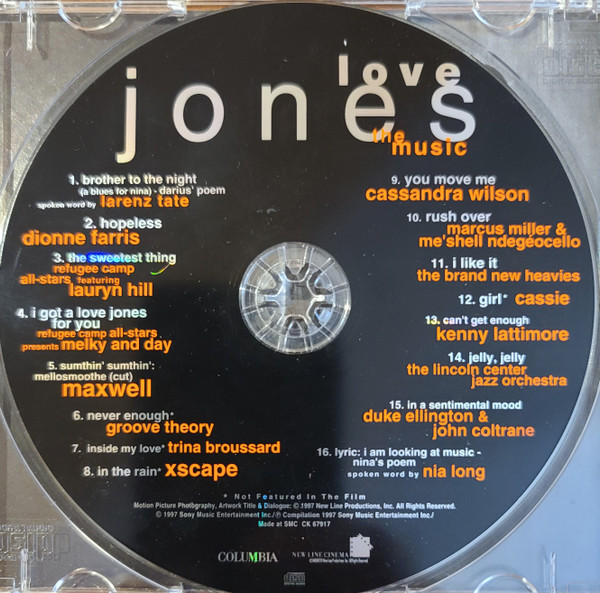 love
jones
the
music
1. brother to the night
(a blues for nina) - darius' poem
spoken word by larenz tate
2. hopeless
dionne farris
3. the sweetest thing
refugee camp
all-stars featuring
lauryn hill
4. i got a love jones
for you
refugee camp all-stars
presents melky and day
5. sumthin' sumthin':
mellosmoothe (cut)
maxwell
6. never enough*
groove theory
7. inside my love* trina broussard
8. in the rain* xscape
9. you move me
cassandra wilson
10. rush over
marcus miller &
me'shell ndegéocello
11. i like it
the brand new heavies
12. girl* cassie
13. can't get enough
kenny lattimore
14. jelly, jelly
the lincoln center
jazz orchestra
15. in a sentimental mood
duke ellington &
john coltrane
16. lyric: i am looking at music -
nina's poem
spoken word by nia long
* Not Featured In The Film
Motion Picture Photography, Artwork Title & Dialogue: © 1997 New Line Productions, Inc. All Rights Reserved.
© 1997 Sony Music Entertainment Inc./℗ Compilation 1997 Sony Music Entertainment Inc./
Made at SMC CK 67917
COLUMBIA
NEW LINE CINEMA